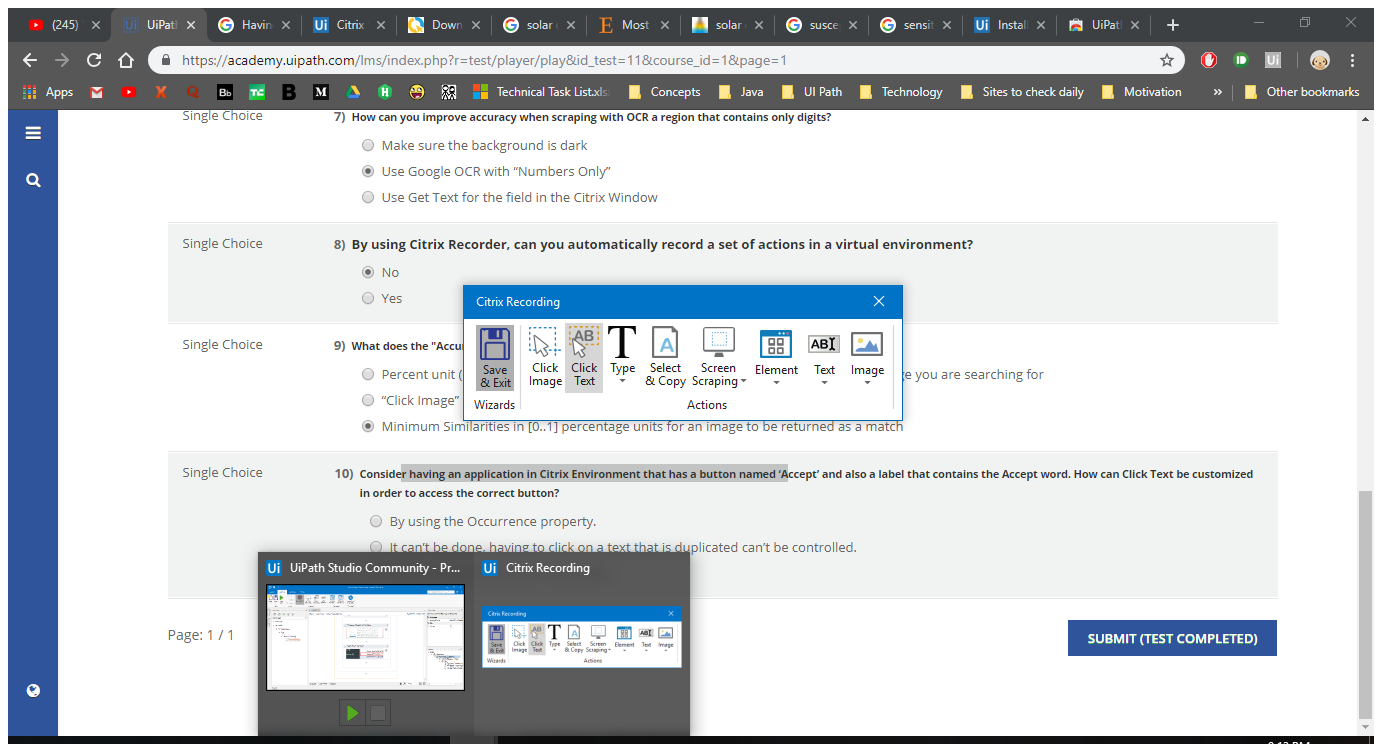 (245)
UiPatl
Havin
Citrix
Down
solar
Most
solar
susce
sensit
Instal
UiPatl
https://academy.uipath.com/lms/index.php?r=test/player/play&id_test=11&course_id=1&page=1
Apps
Technical Task List.xls
Concepts
Java
UI Path
Technology
Sites to check daily
Motivation
»
Other bookmarks
Single Choice
7) How can you improve accuracy when scraping with OCR a region that contains only digits?
Make sure the background is dark
Use Google OCR with “Numbers Only”
Use Get Text for the field in the Citrix Window
Single Choice
8) By using Citrix Recorder, can you automatically record a set of actions in a virtual environment?
No
Yes
Citrix Recording
Save & Exit
Click Image
Click Text
Type
Select & Copy
Screen Scraping
Element
Text
Image
Wizards
Actions
Single Choice
9) What does the "Accu
Percent unit (
e you are searching for
“Click Image”
Minimum Similarities in [0..1] percentage units for an image to be returned as a match
Single Choice
10) Consider having an application in Citrix Environment that has a button named ‘Accept’ and also a label that contains the Accept word. How can Click Text be customized
in order to access the correct button?
By using the Occurrence property.
It can’t be done, having to click on a text that is duplicated can’t be controlled.
UiPath Studio Community - Pr...
Citrix Recording
Page: 1 / 1
SUBMIT (TEST COMPLETED)